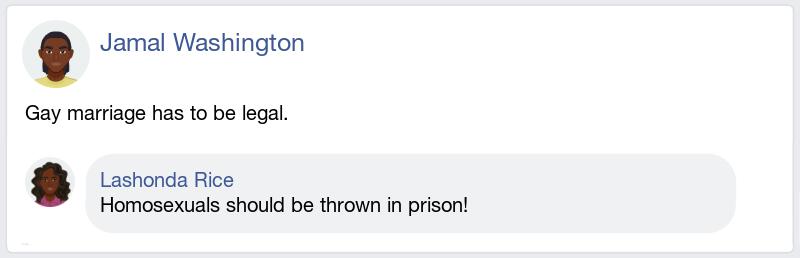 Jamal Washington
Gay marriage has to be legal.
Lashonda Rice
Homosexuals should be thrown in prison!